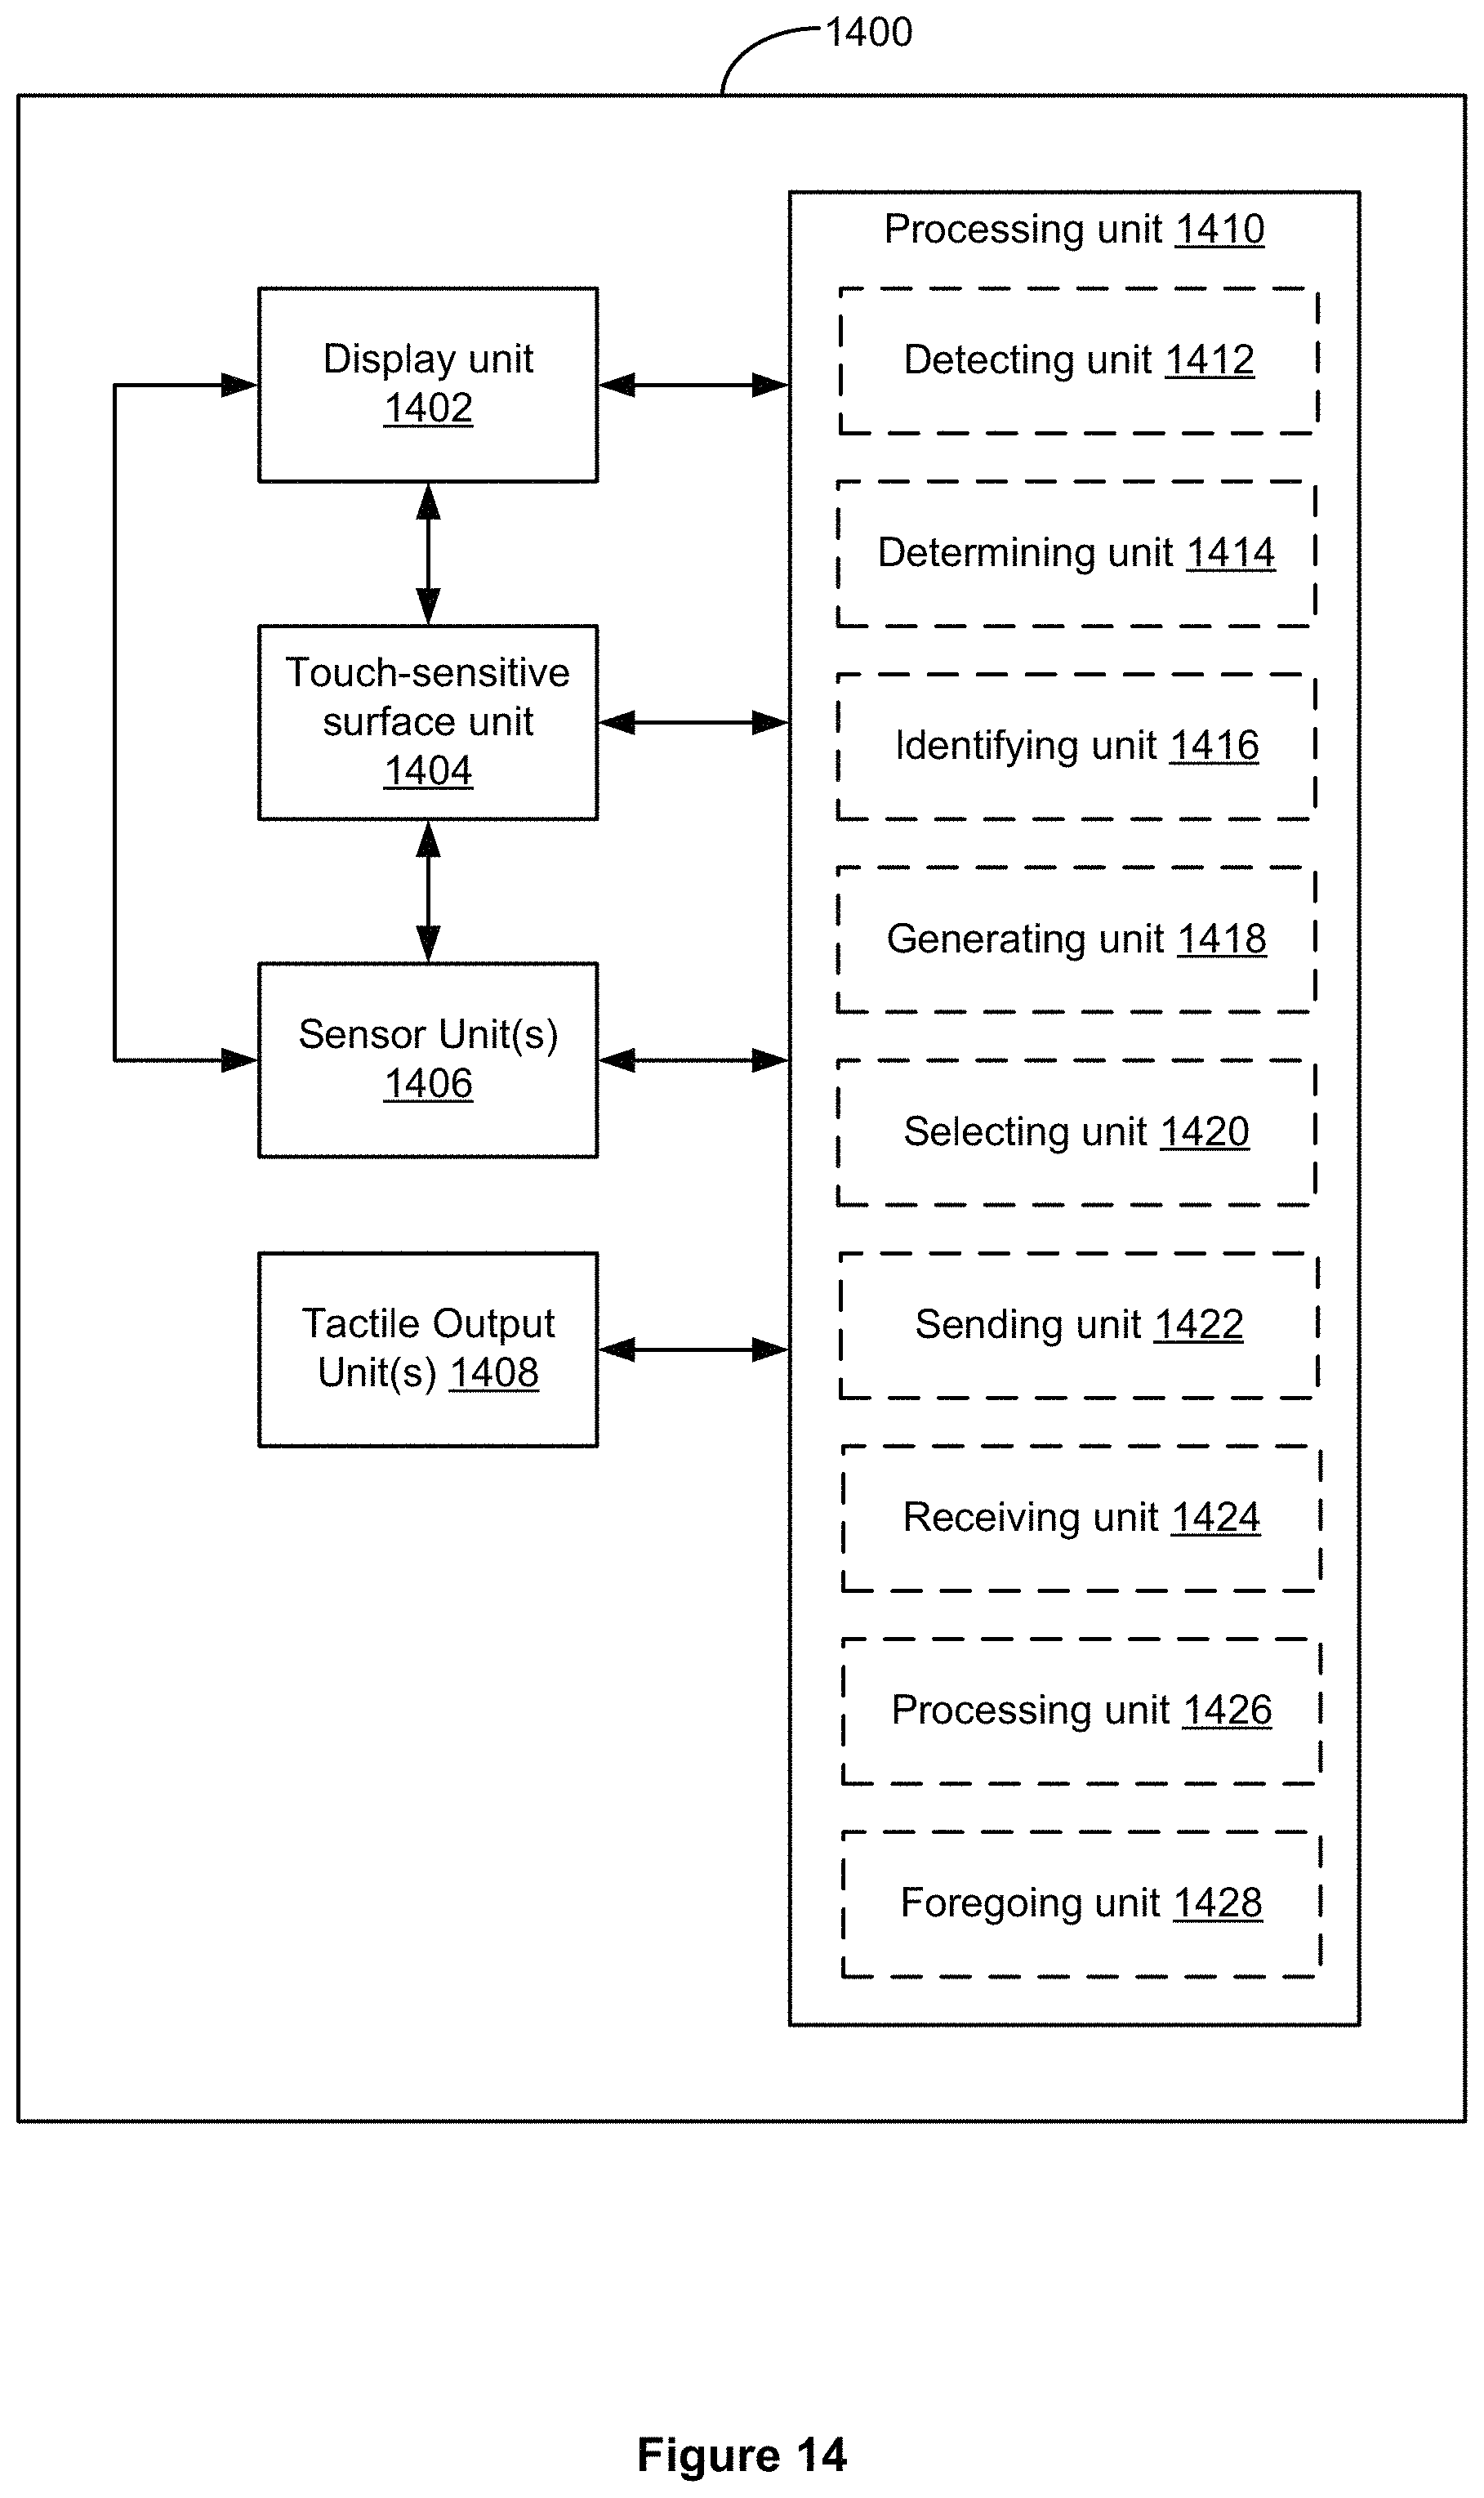 1400
Processing unit 1410
Display unit
1402
Touch-sensitive
surface unit
1404
Sensor Unit(s)
1406
Tactile Output
Unit(s) 1408
Detecting unit 1412
Determining unit 1414
Identifying unit 1416
Generating unit 1418
Selecting unit 1420
Sending unit 1422
Receiving unit 1424
Processing unit 1426
Foregoing unit 1428
Figure 14